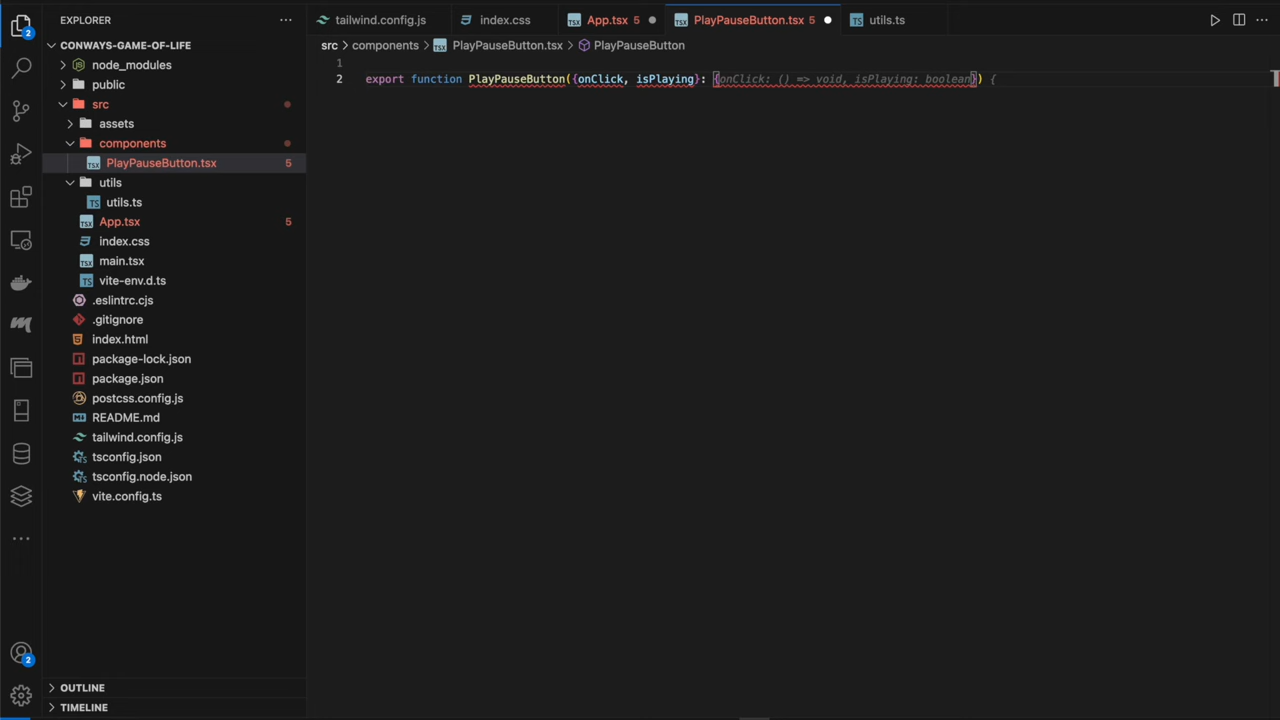 EXPLORER
CONWAYS-GAME-OF-LIFE
node_modules
public
src
assets
components
PlayPauseButton.tsx 5
utils
utils.ts
App.tsx 5
index.css
main.tsx
vite-env.d.ts
.eslintrc.cjs
.gitignore
index.html
package-lock.json
package.json
postcss.config.js
README.md
tailwind.config.js
tsconfig.json
tsconfig.node.json
vite.config.ts
OUTLINE
TIMELINE
2
2
tailwind.config.js
index.css
App.tsx 5
PlayPauseButton.tsx 5
utils.ts
src > components > PlayPauseButton.tsx > PlayPauseButton
1
2 export function PlayPauseButton({onClick, isPlaying}: {onClick: () => void, isPlaying: boolean}) {